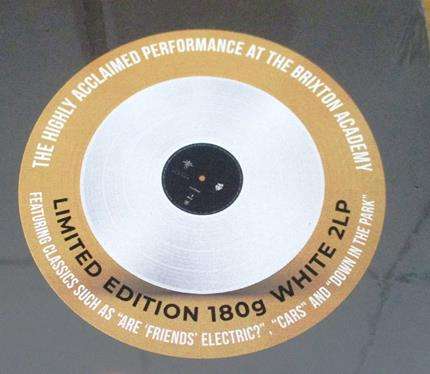 THE HIGHLY ACCLAIMED PERFORMANCE AT THE BRIXTON ACADEMY
LIMITED EDITION 180g WHITE 2LP
FEATURING CLASSICS SUCH AS "ARE 'FRIENDS' ELECTRIC?", "CARS" AND "DOWN IN THE PARK"